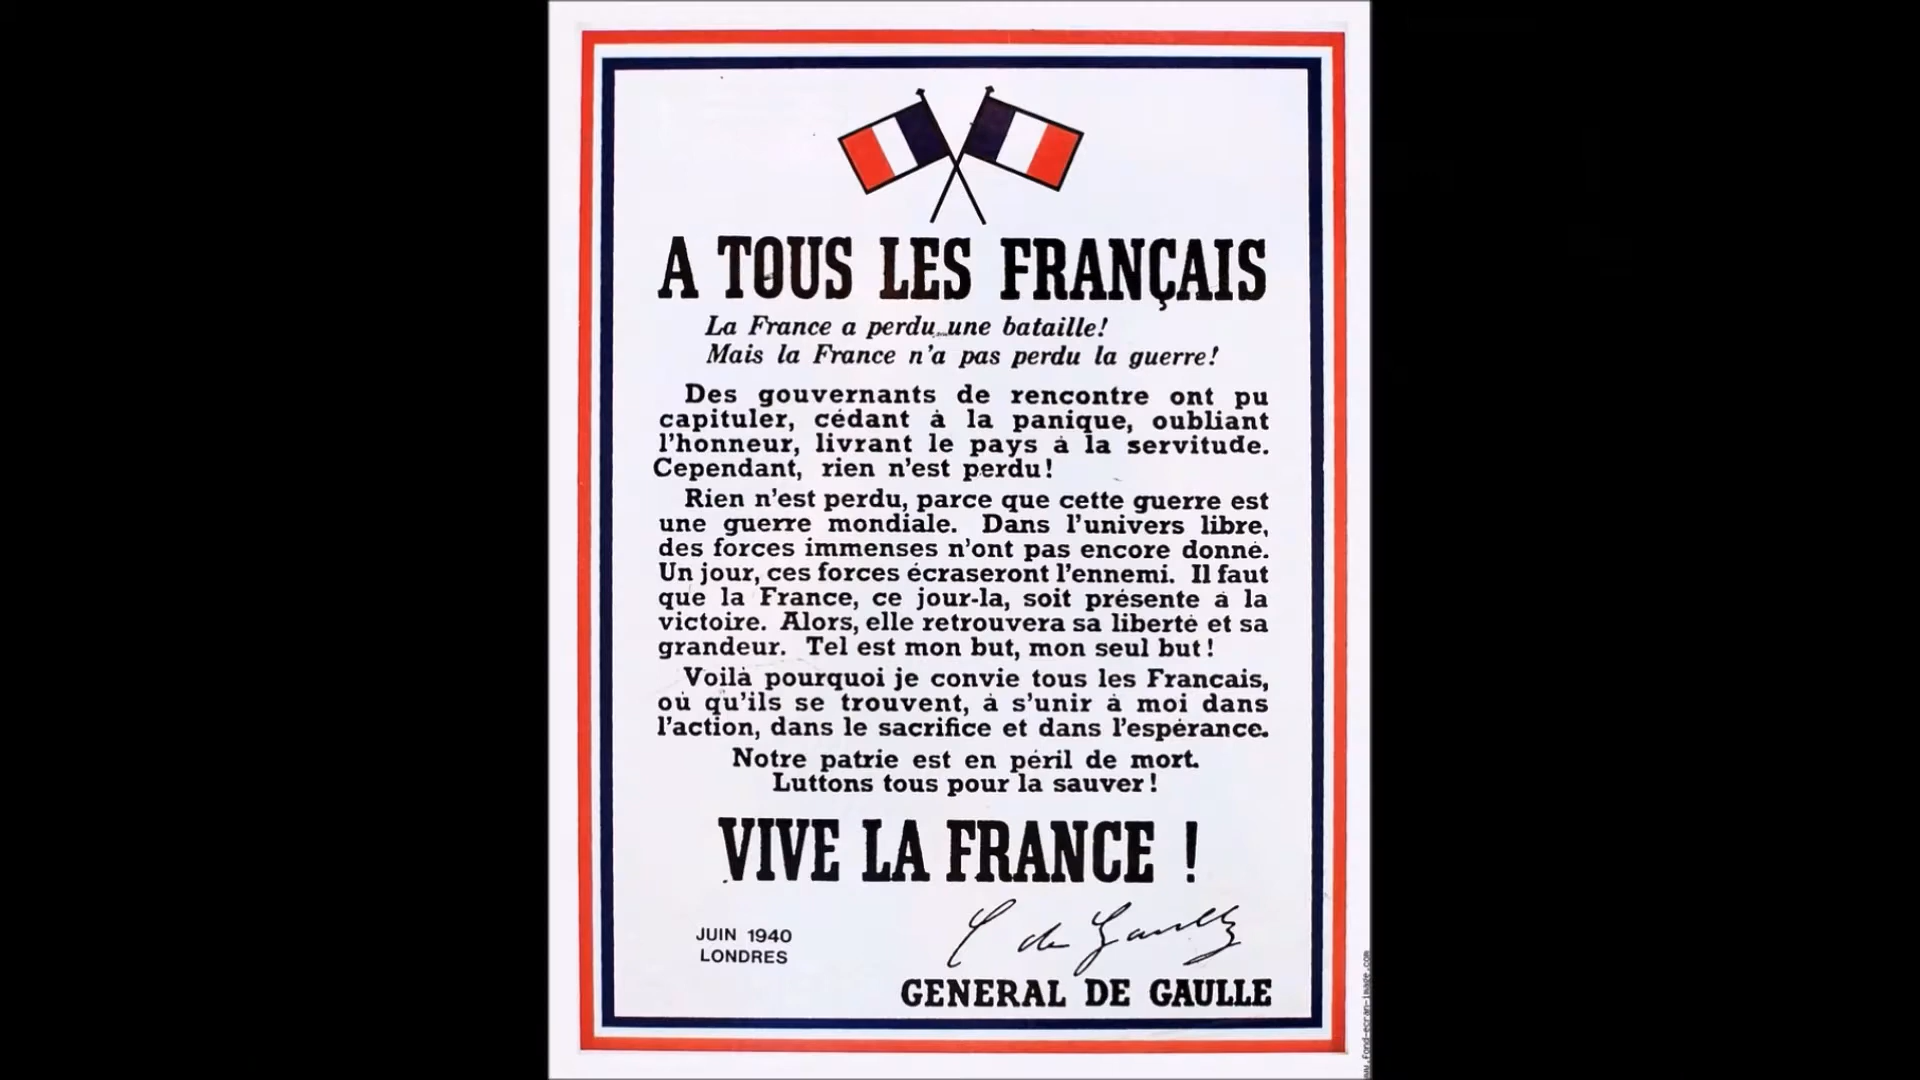 A TOUS LES FRANÇAIS
La France a perdu une bataille!
Mais la France n'a pas perdu la guerre!
Des gouvernants de rencontre ont pu
capituler, cédant à la panique, oubliant
l'honneur, livrant le pays à la servitude.
Cependant, rien n'est perdu!
Rien n'est perdu, parce que cette guerre est
une guerre mondiale. Dans l'univers libre,
des forces immenses n'ont pas encore donné.
Un jour, ces forces écraseront l'ennemi. Il faut
que la France, ce jour-la, soit présente à la
victoire. Alors, elle retrouvera sa liberté et sa
grandeur. Tel est mon but, mon seul but!
Voilà pourquoi je convie tous les Francais,
où qu'ils se trouvent, à s'unir à moi dans
l'action, dans le sacrifice et dans l'espérance.
Notre patrie est en péril de mort.
Luttons tous pour la sauver!
VIVE LA FRANCE !
C de Gaulle
JUIN 1940
LONDRES
GENERAL DE GAULLE
w.fond-ecran-image.com